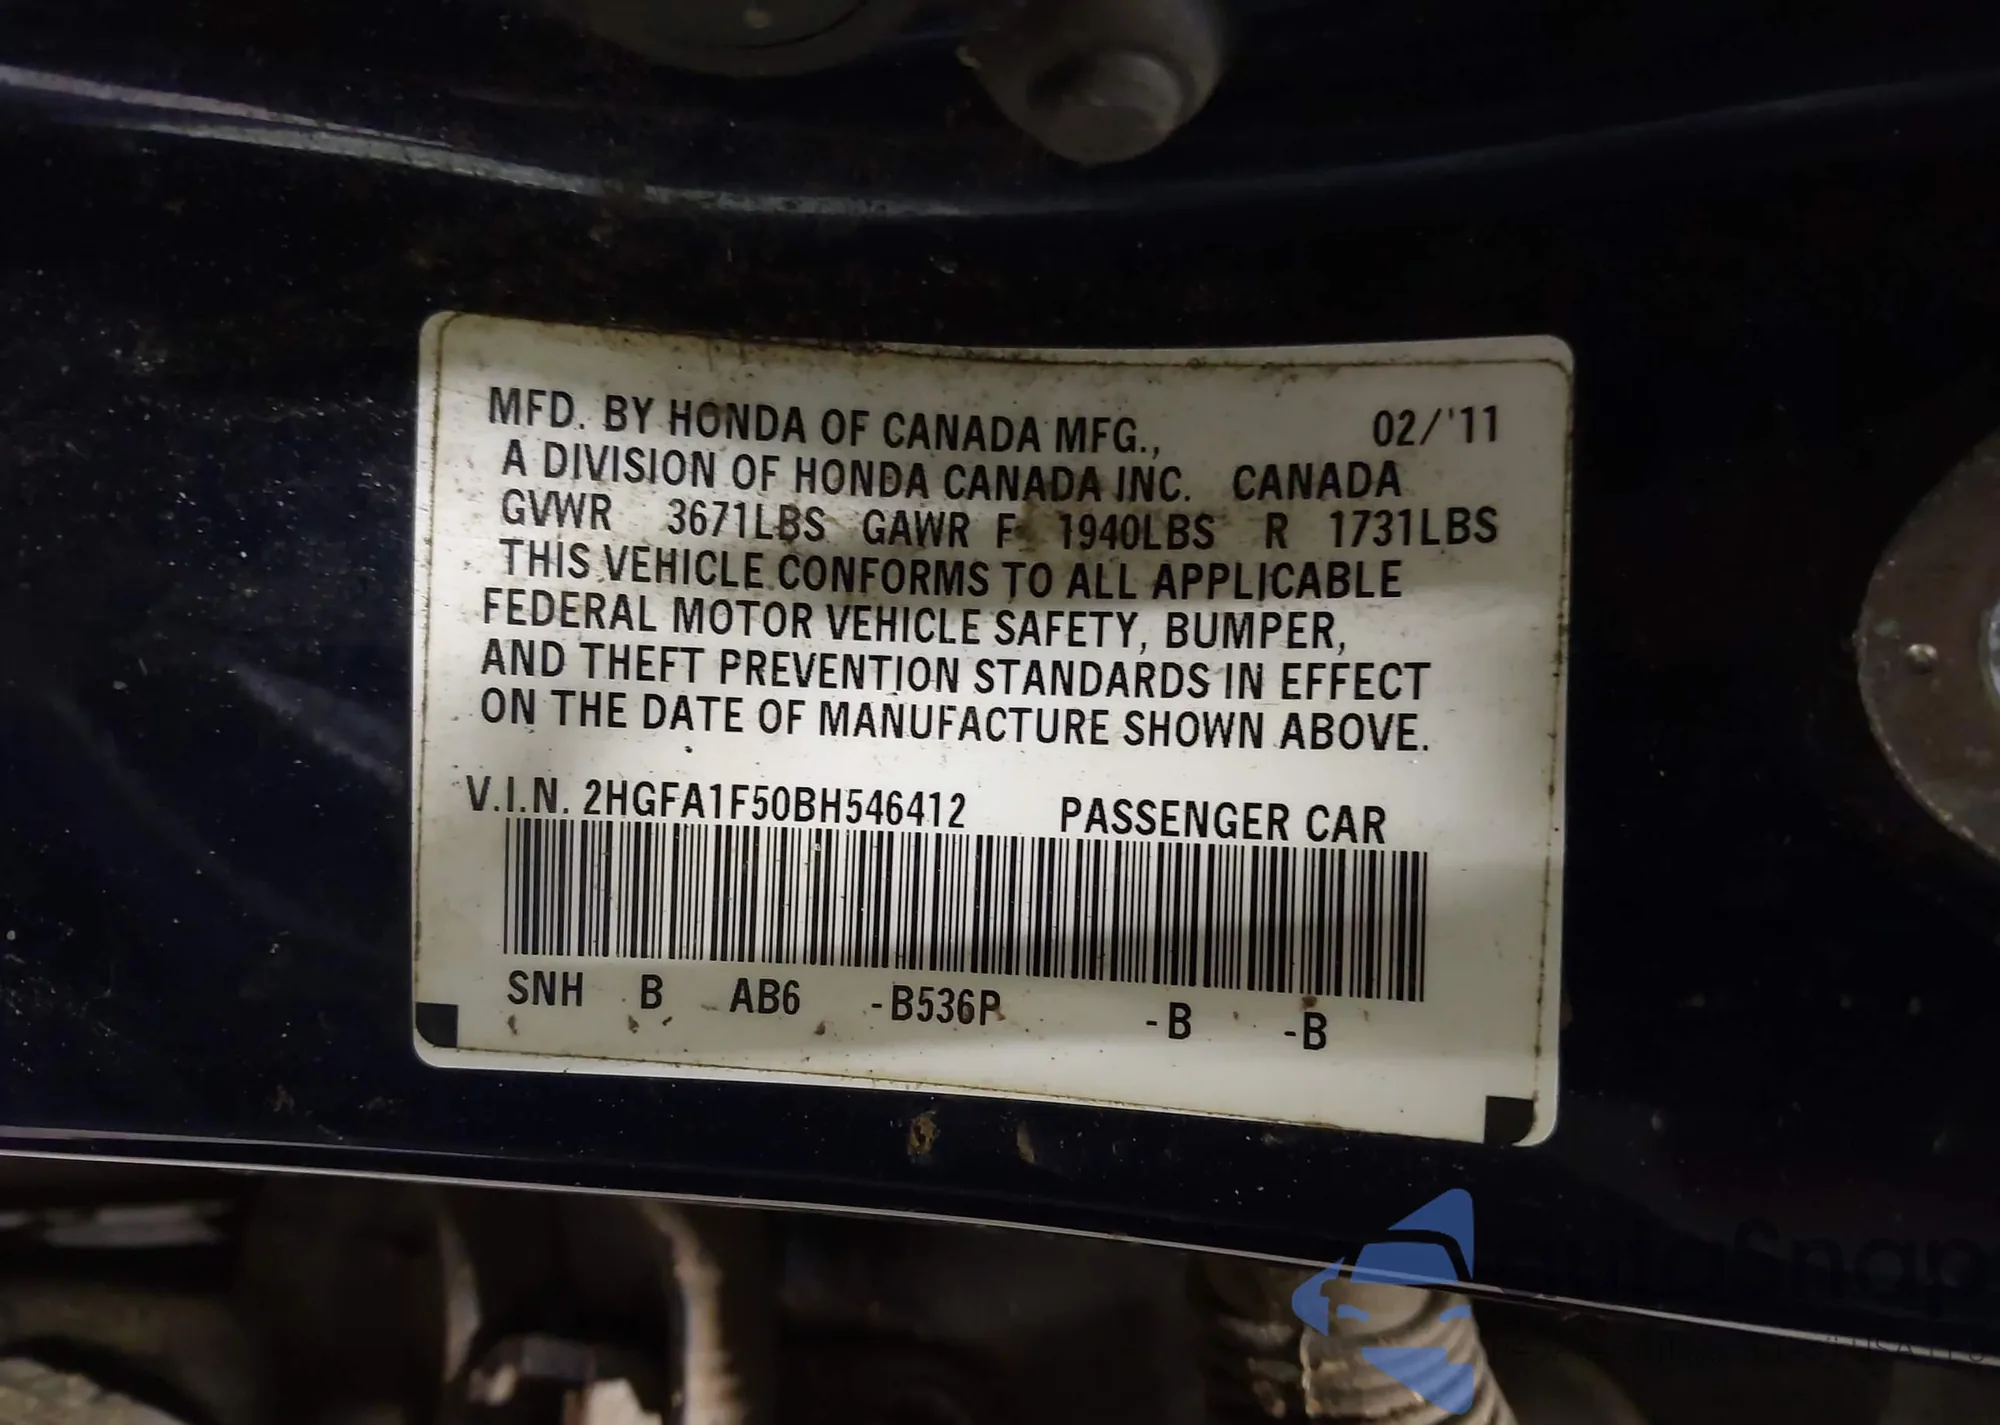 MFD. BY HONDA OF CANADA MFG., 02/'11
A DIVISION OF HONDA CANADA INC. CANADA
GVWR 3671LBS GAWR F 1940LBS R 1731LBS
THIS VEHICLE CONFORMS TO ALL APPLICABLE
FEDERAL MOTOR VEHICLE SAFETY, BUMPER,
AND THEFT PREVENTION STANDARDS IN EFFECT
ON THE DATE OF MANUFACTURE SHOWN ABOVE.
V.I.N. 2HGFA1F50BH546412 PASSENGER CAR
SNH B AB6 -B536P -B -B
autoSnap